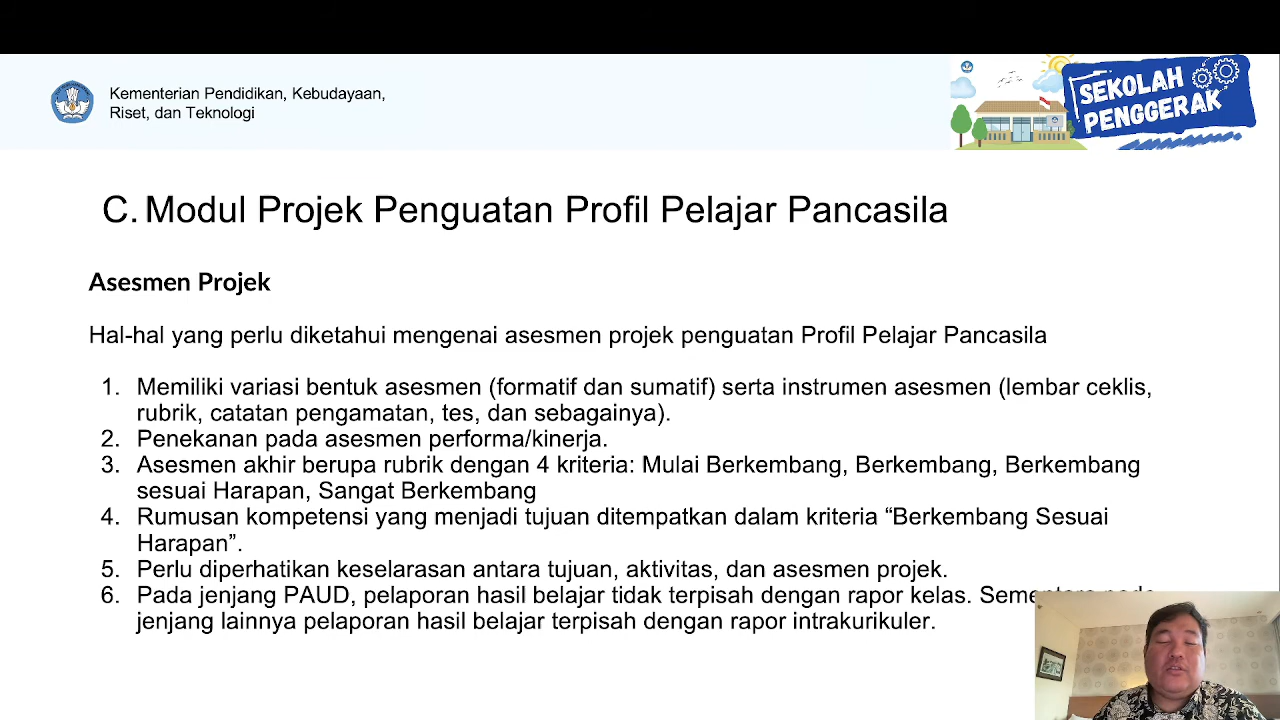 Kementerian Pendidikan, Kebudayaan,
Riset, dan Teknologi
SEKOLAH
PENGGERAK
C. Modul Projek Penguatan Profil Pelajar Pancasila
Asesmen Projek
Hal-hal yang perlu diketahui mengenai asesmen projek penguatan Profil Pelajar Pancasila
1. Memiliki variasi bentuk asesmen (formatif dan sumatif) serta instrumen asesmen (lembar ceklis,
rubrik, catatan pengamatan, tes, dan sebagainya).
2. Penekanan pada asesmen performa/kinerja.
3. Asesmen akhir berupa rubrik dengan 4 kriteria: Mulai Berkembang, Berkembang, Berkembang
sesuai Harapan, Sangat Berkembang
4. Rumusan kompetensi yang menjadi tujuan ditempatkan dalam kriteria “Berkembang Sesuai
Harapan”.
5. Perlu diperhatikan keselarasan antara tujuan, aktivitas, dan asesmen projek.
6. Pada jenjang PAUD, pelaporan hasil belajar tidak terpisah dengan rapor kelas. Sementara pada
jenjang lainnya pelaporan hasil belajar terpisah dengan rapor intrakurikuler.